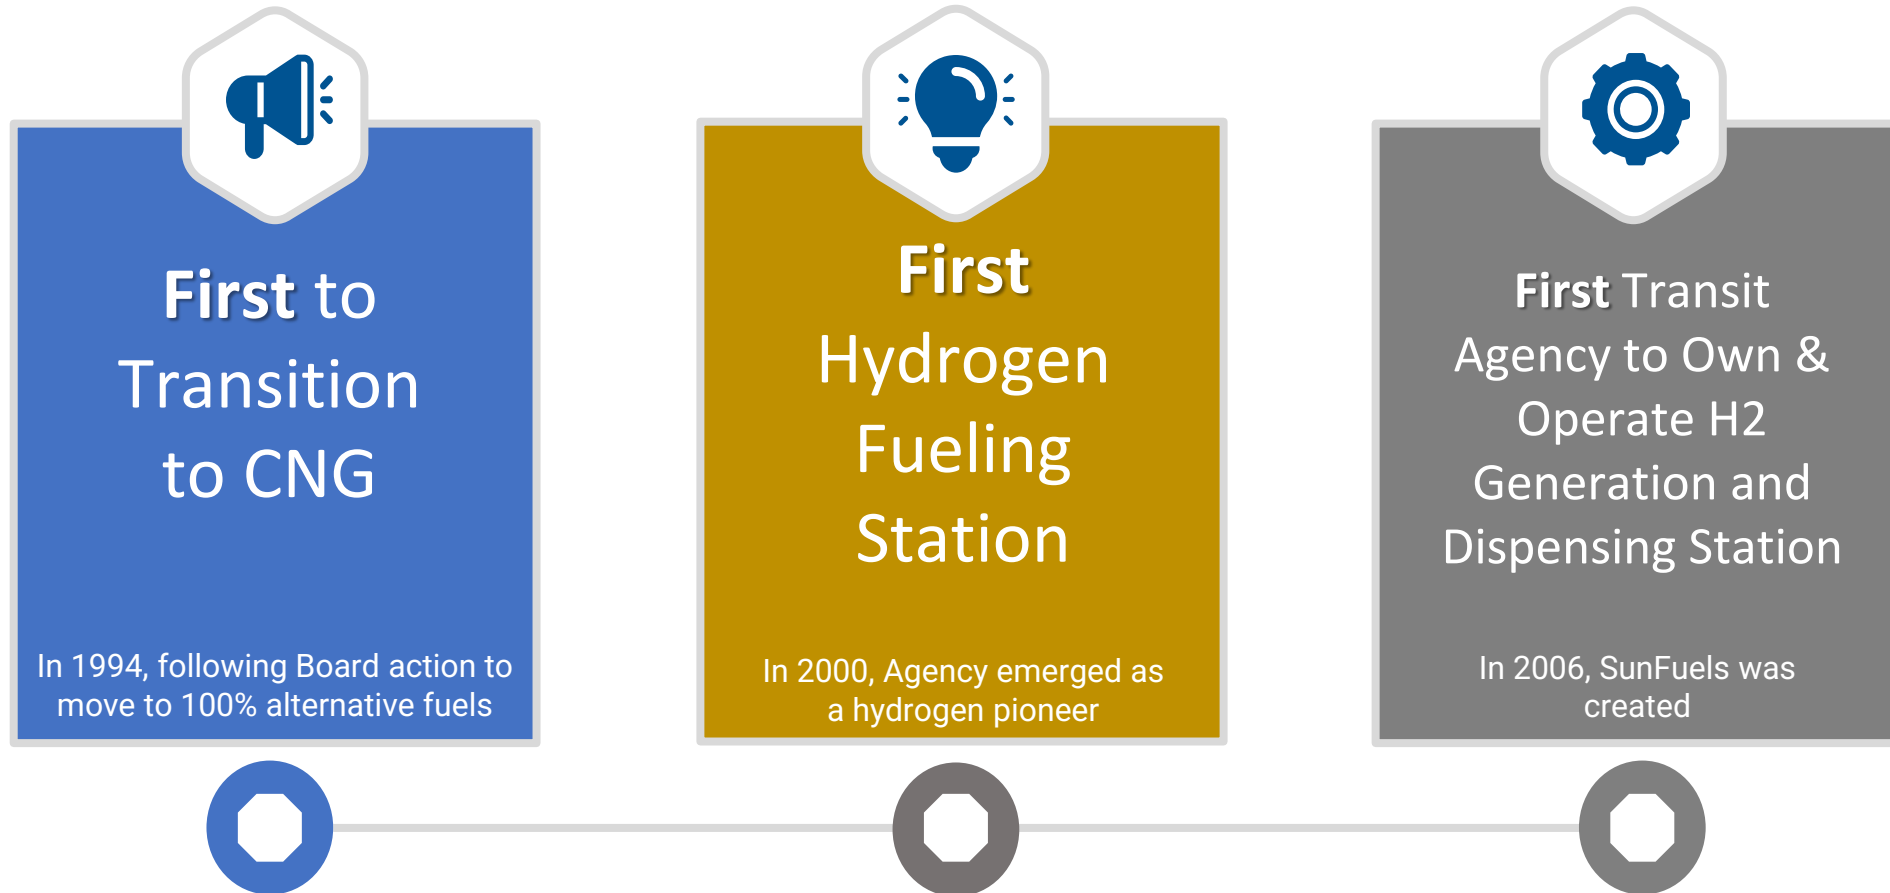 First to
Transition
to CNG
In 1994, following Board action to
move to 100% alternative fuels
First
Hydrogen
Fueling
Station
In 2000, Agency emerged as
a hydrogen pioneer
First Transit
Agency to Own &
Operate H2
Generation and
Dispensing Station
In 2006, SunFuels was
created